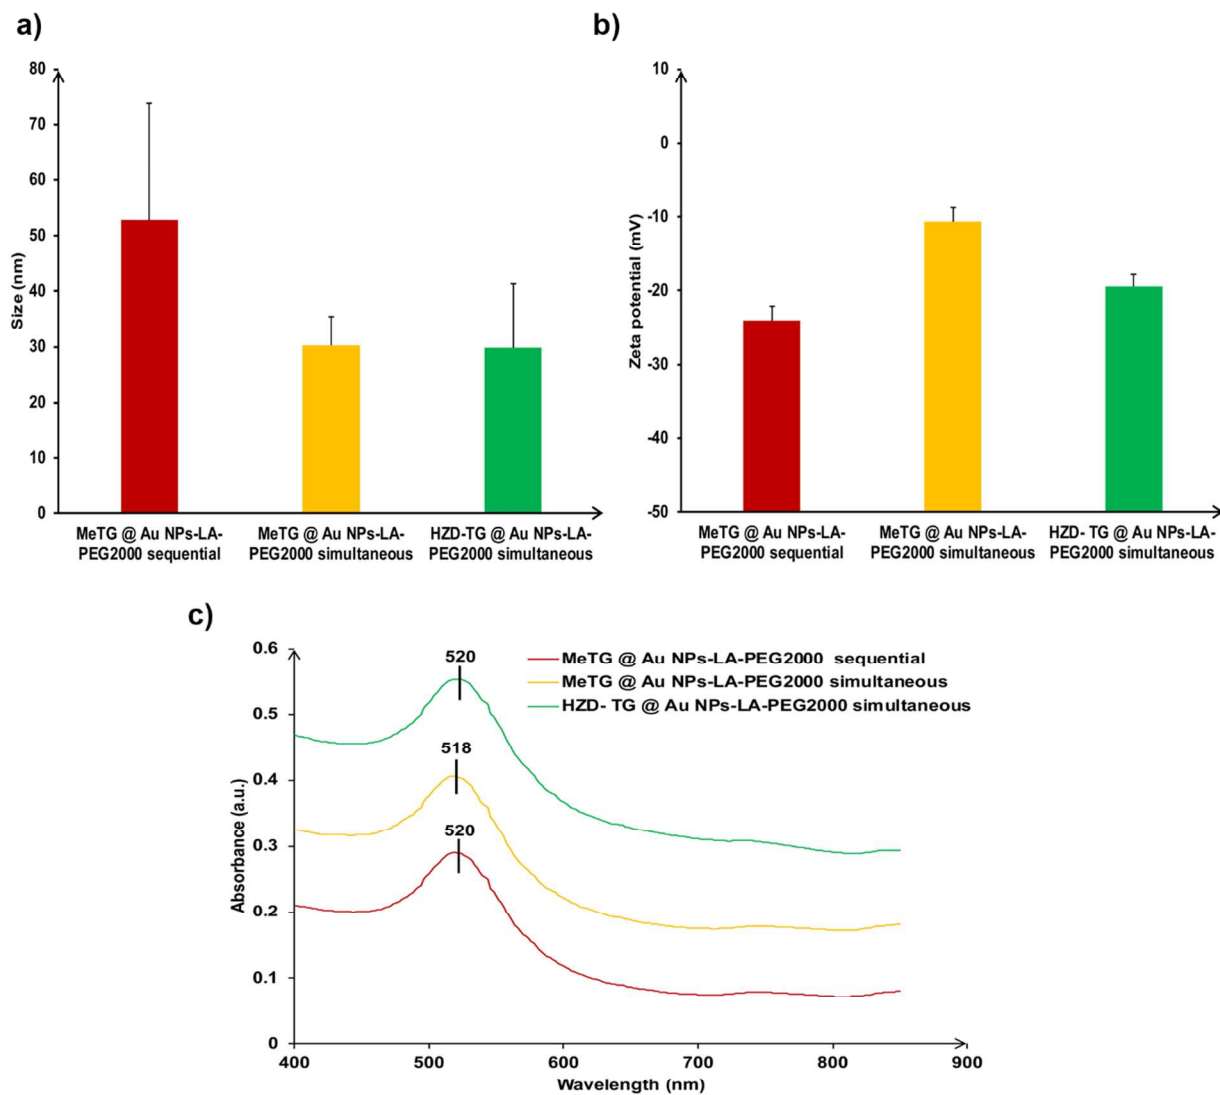 a)
80
70
60
50
40
30
20
10
0
Size (nm)
MeTG @ Au NPs-LA-
PEG2000 sequential
MeTG @ Au NPs-LA-
PEG2000 simultaneous
HZD-TG @ Au NPs-LA-
PEG2000 simultaneous
b)
10
0
-10
-20
-30
-40
-50
Zeta potential (mV)
MeTG @ Au NPs-LA-
PEG2000 sequential
MeTG @ Au NPs-LA-
PEG2000 simultaneous
HZD- TG @ Au NPs-LA-
PEG2000 simultaneous
c)
0.6
0.5
0.4
0.3
0.2
0.1
0
Absorbance (a.u.)
520
518
520
MeTG @ Au NPs-LA-PEG2000 sequential
MeTG @ Au NPs-LA-PEG2000 simultaneous
HZD- TG @ Au NPs-LA-PEG2000 simultaneous
400 500 600 700 800 900
Wavelength (nm)